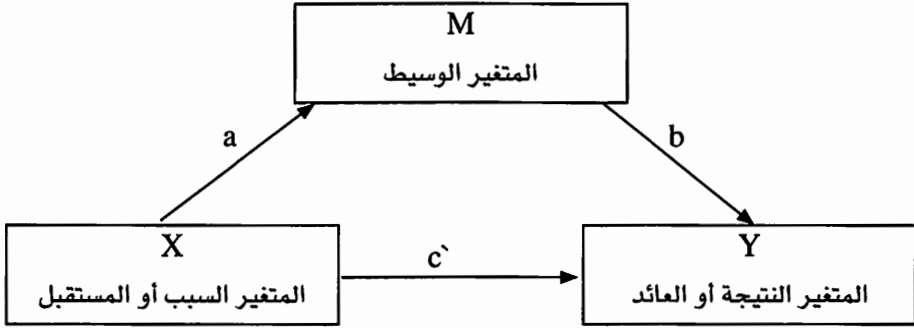 M
المتغير الوسيط
a
b
X
المتغير السبب أو المستقبل
c`
Y
المتغير النتيجة أو العائد